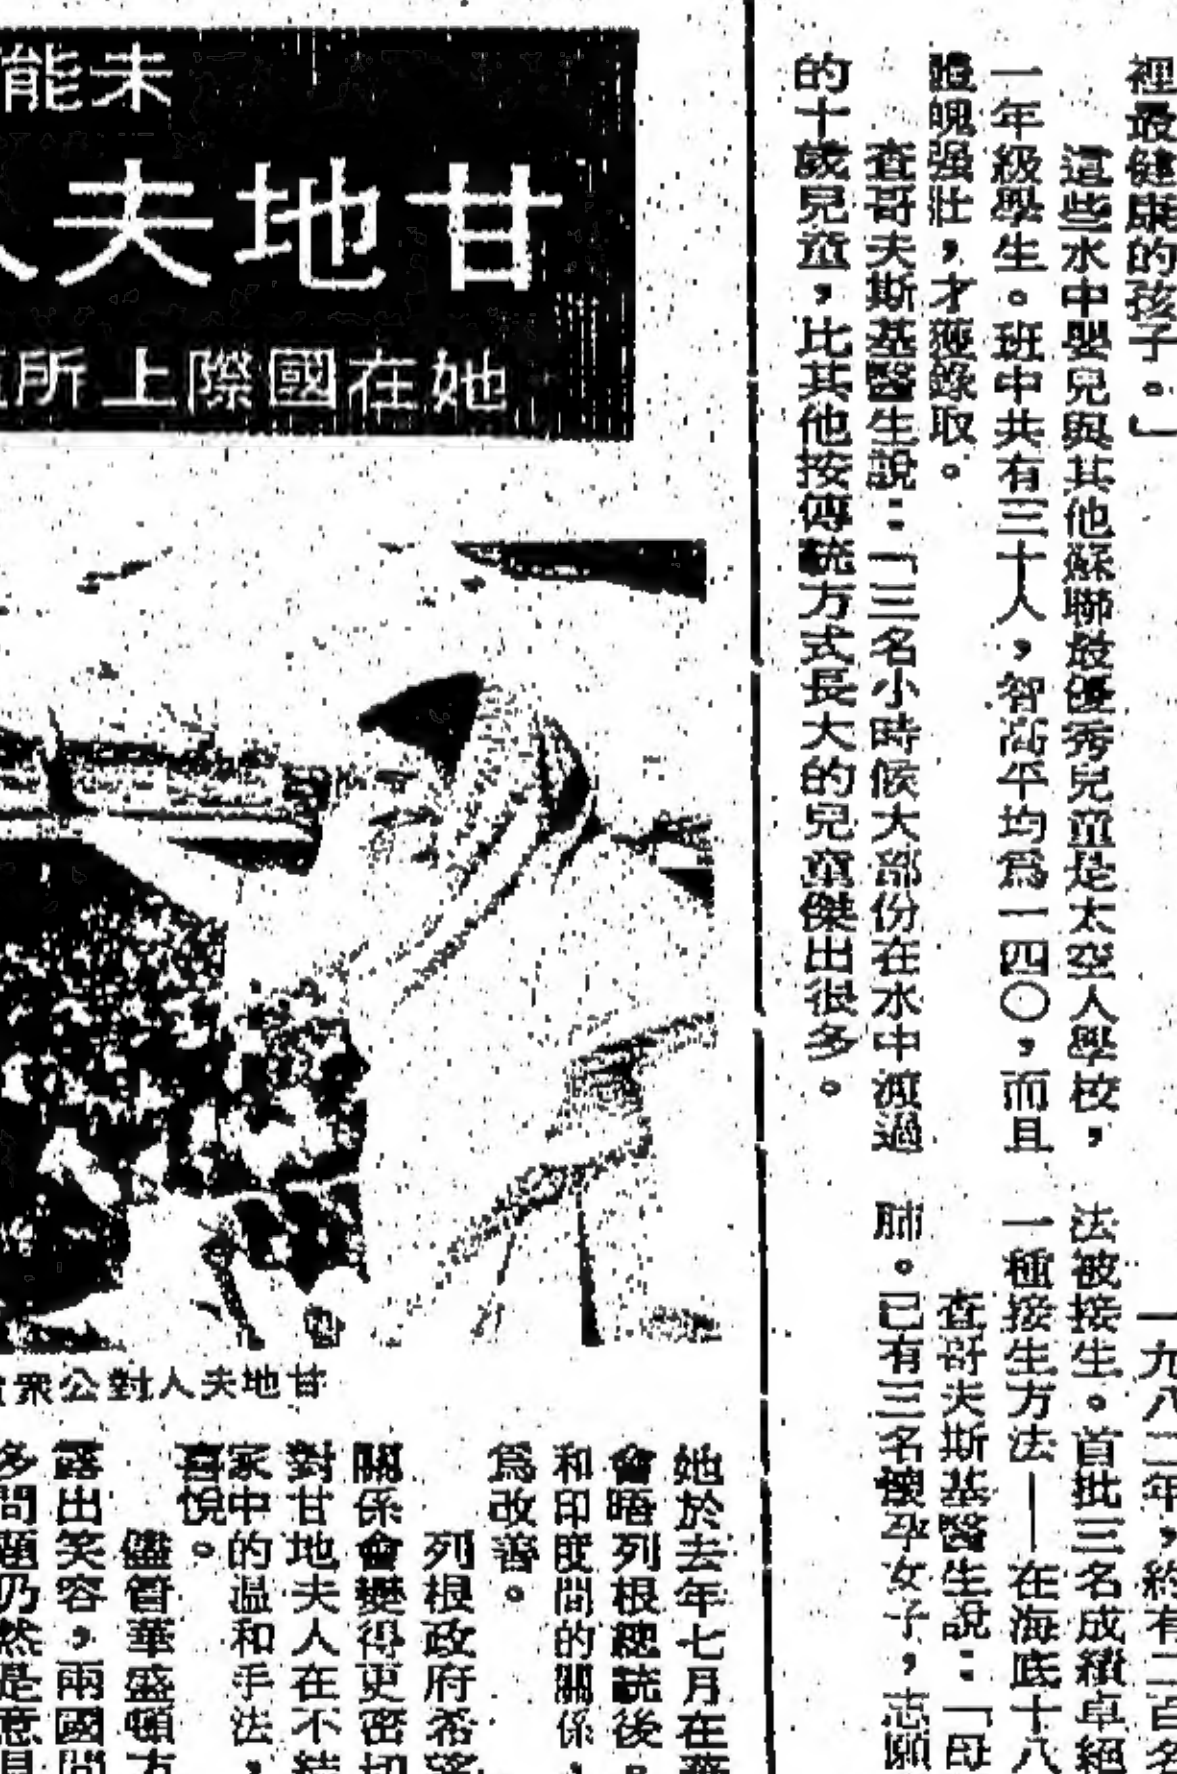 裡最健康的孩子。」
這些水中嬰兒與其他蘇聯最優秀兒童是太空人學校，
一年級學生。班中共有三十人，智高平均爲一四〇，而且
體魄强壯，才獲錄取。
查哥夫斯基醫生說：「三名小時候大部份在水中渡過
的十歲兒童，比其他按傳統方式長大的兒童傑出很多。
一九八二年，約有二百名
法被接生。首批三名成績卓絕
一種接生方法——在海底十八
查哥夫斯基醫生說：「母
肺。已有三名懷孕女子，志願
未能
甘地夫人
她在國際上所
甘地夫人對公衆
她於去年七月在華
會晤列根總統後，
和印度間的關係，
爲改善。
列根政府希望
關係會變得更密切
對甘地夫人在不結
家中的温和手法，
喜悅。
儘管華盛頓方
露出笑容，兩國間
多問題仍然是意見